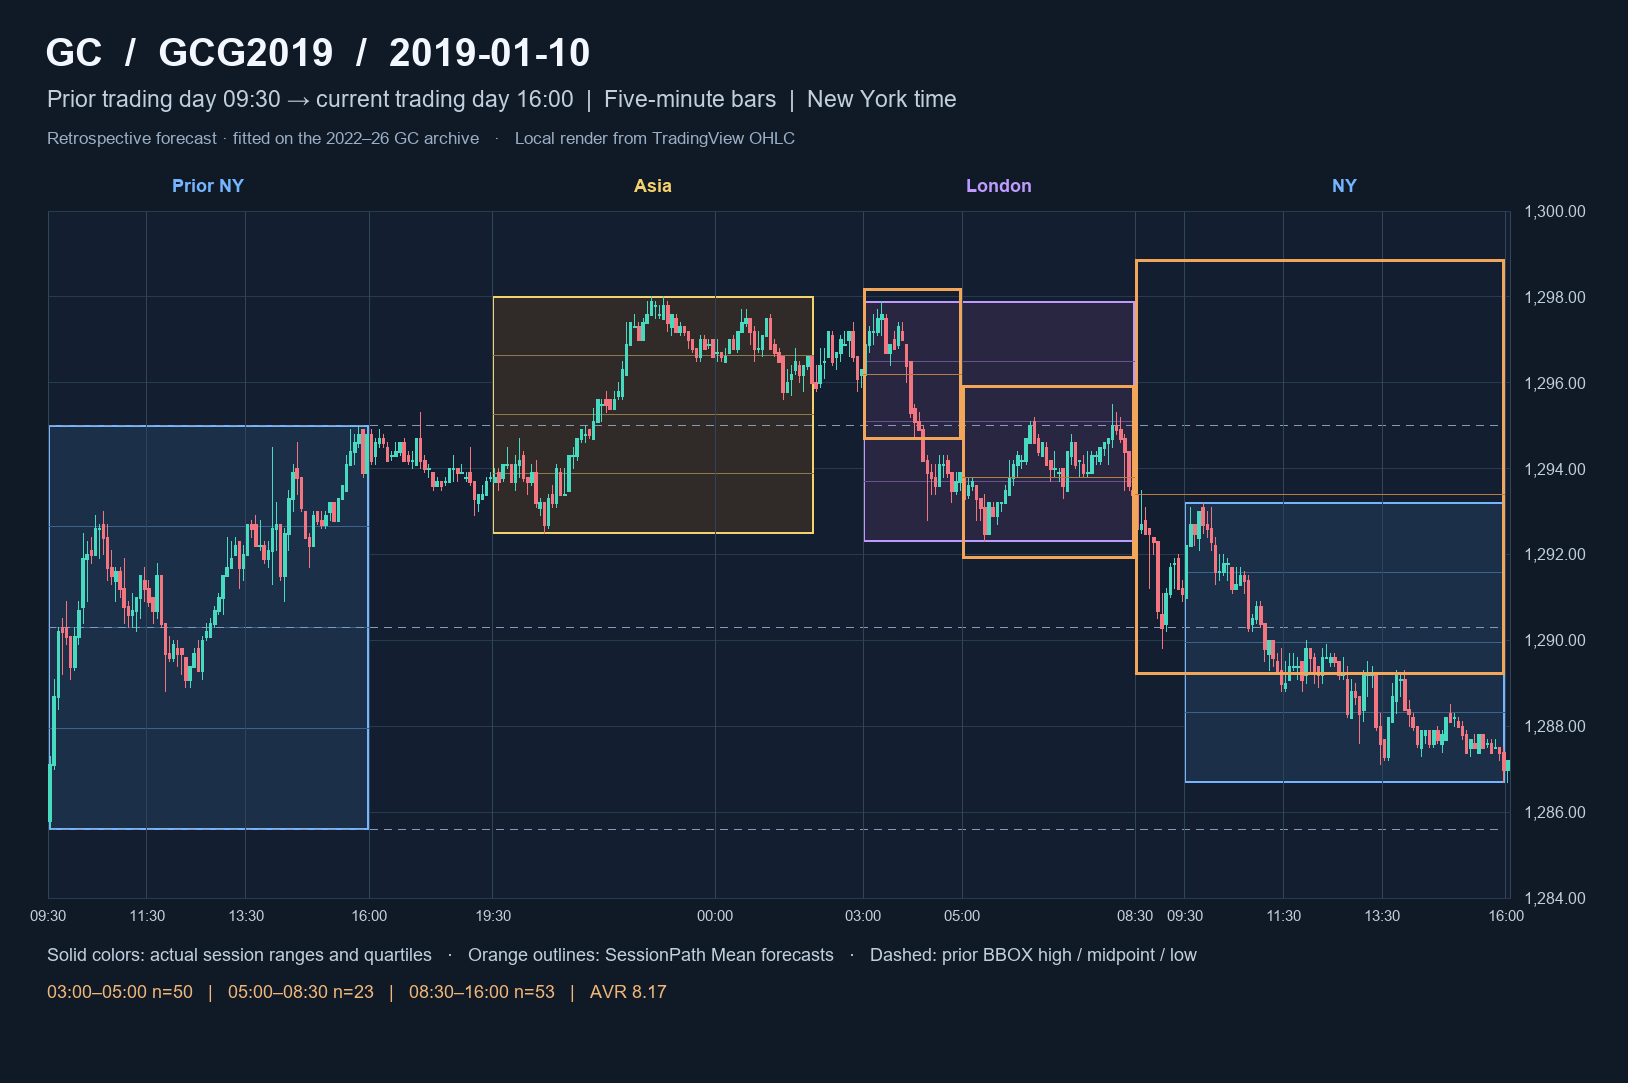 GC / GCG2019 / 2019-01-10
Prior trading day 09:30 → current trading day 16:00 | Five-minute bars | New York time
Retrospective forecast · fitted on the 2022–26 GC archive · Local render from TradingView OHLC
Prior NY Asia London NY
1,300.00
1,298.00
1,296.00
1,294.00
1,292.00
1,290.00
1,288.00
1,286.00
1,284.00
09:30 11:30 13:30 16:00 19:30 00:00 03:00 05:00 08:30 09:30 11:30 13:30 16:00
Solid colors: actual session ranges and quartiles · Orange outlines: SessionPath Mean forecasts · Dashed: prior BBOX high / midpoint / low
03:00–05:00 n=50 | 05:00–08:30 n=23 | 08:30–16:00 n=53 | AVR 8.17